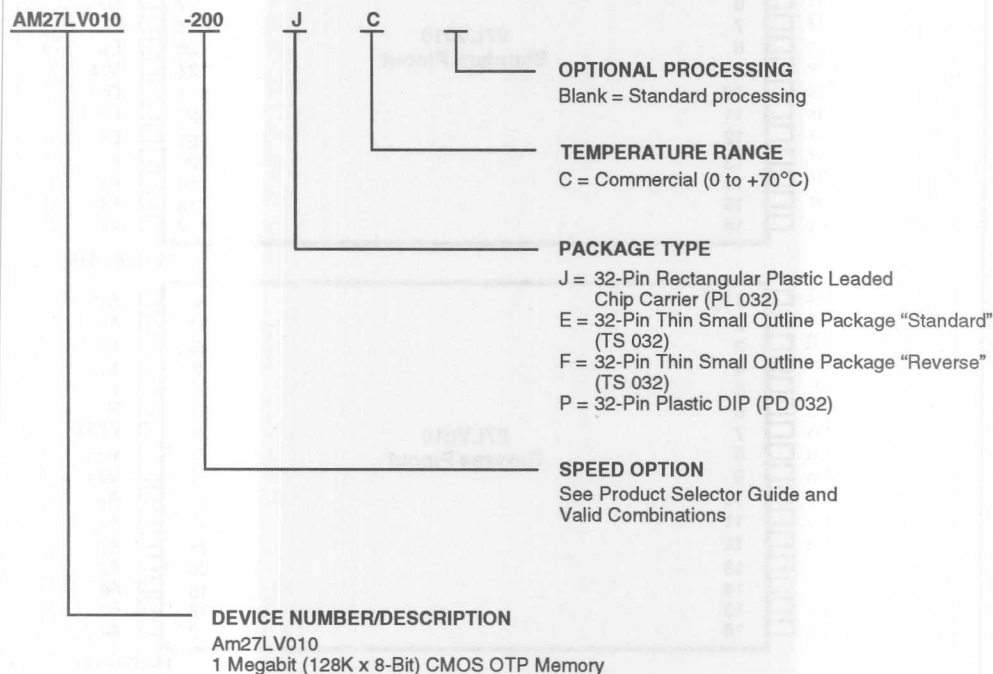 AM27LV010 -200 J C
OPTIONAL PROCESSING
Blank = Standard processing
TEMPERATURE RANGE
C = Commercial (0 to +70°C)
PACKAGE TYPE
J = 32-Pin Rectangular Plastic Leaded
Chip Carrier (PL 032)
E = 32-Pin Thin Small Outline Package “Standard”
(TS 032)
F = 32-Pin Thin Small Outline Package “Reverse”
(TS 032)
P = 32-Pin Plastic DIP (PD 032)
SPEED OPTION
See Product Selector Guide and
Valid Combinations
DEVICE NUMBER/DESCRIPTION
Am27LV010
1 Megabit (128K x 8-Bit) CMOS OTP Memory